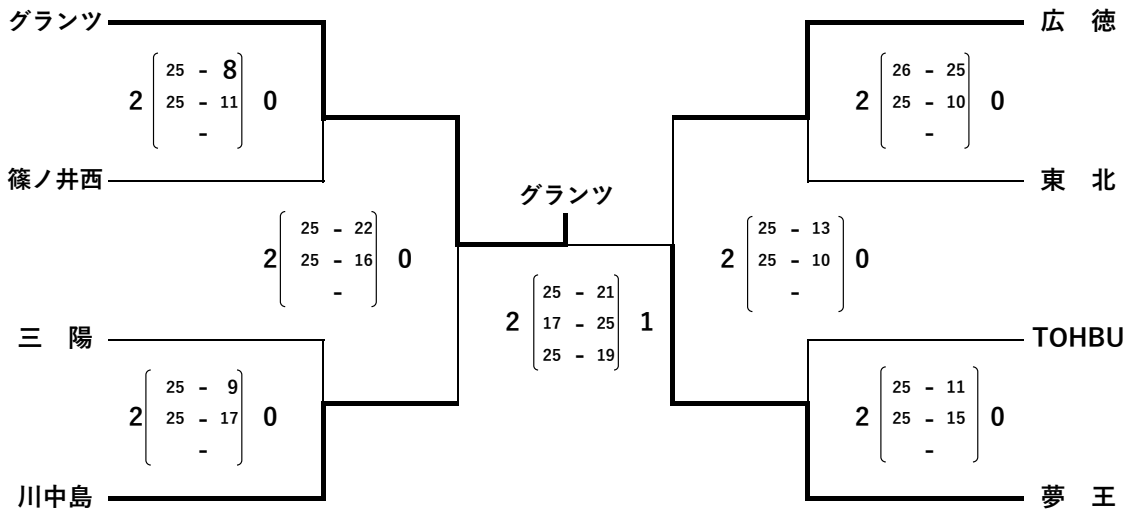 グランツ
2 25 - 8 0
25 - 11
-
篠ノ井西
2 25 - 22 0
25 - 16
-
三 陽
2 25 - 9 0
25 - 17
-
川中島
グランツ
2 25 - 21 1
17 - 25
25 - 19
広 徳
2 26 - 25 0
25 - 10
-
東 北
2 25 - 13 0
25 - 10
-
TOHBU
2 25 - 11 0
25 - 15
-
夢 王